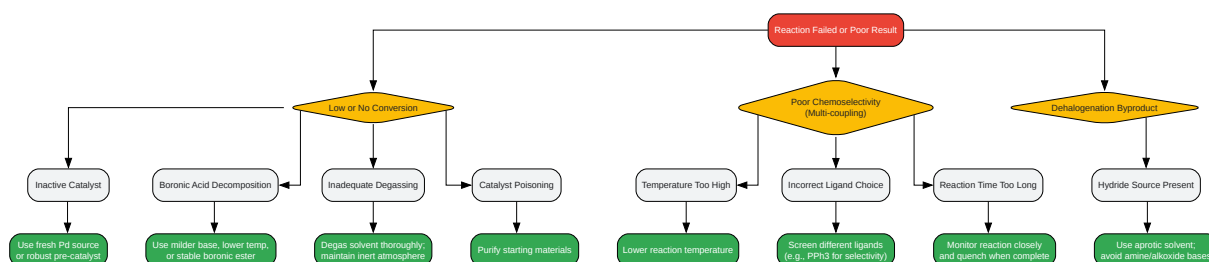 Reaction Failed or Poor Result
Low or No Conversion
Poor Chemoselectivity
(Multi-coupling)
Dehalogenation Byproduct
Inactive Catalyst
Boronic Acid Decomposition
Inadequate Degassing
Catalyst Poisoning
Temperature Too High
Incorrect Ligand Choice
Reaction Time Too Long
Hydride Source Present
Use fresh Pd source
or robust pre-catalyst
Use milder base, lower temp,
or stable boronic ester
Degas solvent thoroughly;
maintain inert atmosphere
Purify starting materials
Lower reaction temperature
Screen different ligands
(e.g., PPh3 for selectivity)
Monitor reaction closely
and quench when complete
Use aprotic solvent;
avoid amine/alkoxide bases